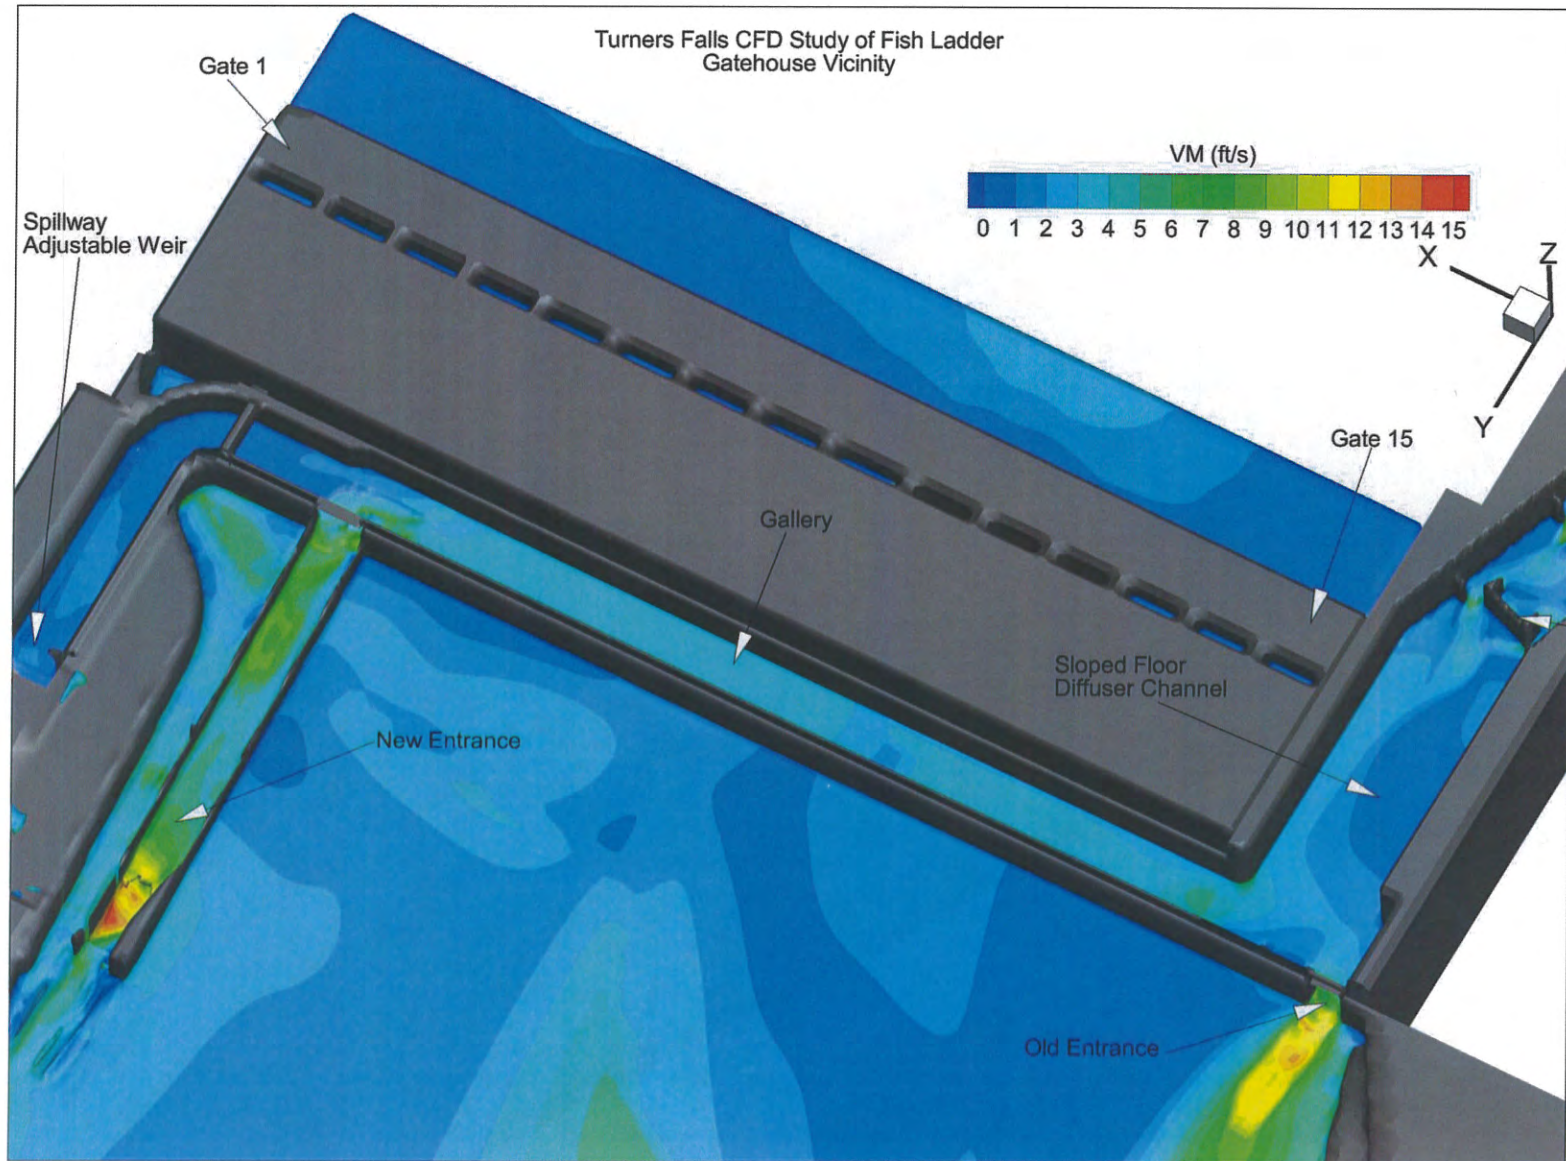 Turners Falls CFD Study of Fish Ladder
Gatehouse Vicinity
Gate 1
VM (ft/s)
0 1 2 3 4 5 6 7 8 9 10 11 12 13 14 15
Spillway
Adjustable Weir
X
Z
Y
Gate 15
Gallery
Sloped Floor
Diffuser Channel
New Entrance
Old Entrance